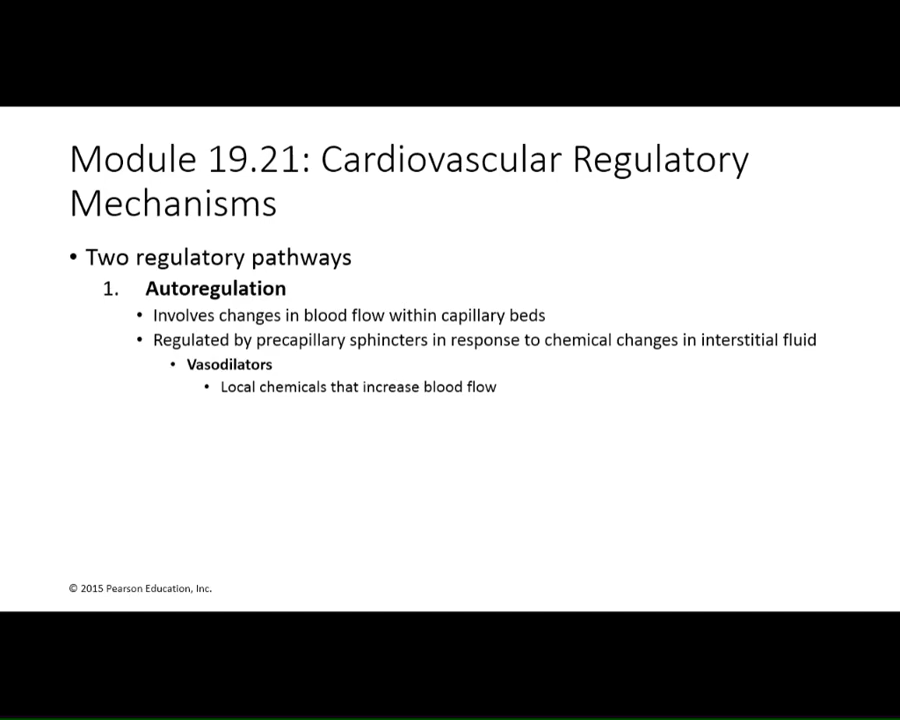 Module 19.21: Cardiovascular Regulatory
Mechanisms
• Two regulatory pathways
1. Autoregulation
• Involves changes in blood flow within capillary beds
• Regulated by precapillary sphincters in response to chemical changes in interstitial fluid
• Vasodilators
• Local chemicals that increase blood flow
© 2015 Pearson Education, Inc.